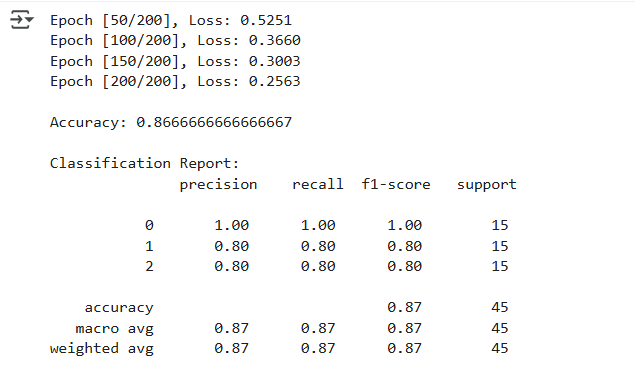 Epoch [50/200], Loss: 0.5251
Epoch [100/200], Loss: 0.3660
Epoch [150/200], Loss: 0.3003
Epoch [200/200], Loss: 0.2563
Accuracy: 0.8666666666666667
Classification Report:
precision recall f1-score support
0 1.00 1.00 1.00 15
1 0.80 0.80 0.80 15
2 0.80 0.80 0.80 15
accuracy 0.87 45
macro avg 0.87 0.87 0.87 45
weighted avg 0.87 0.87 0.87 45